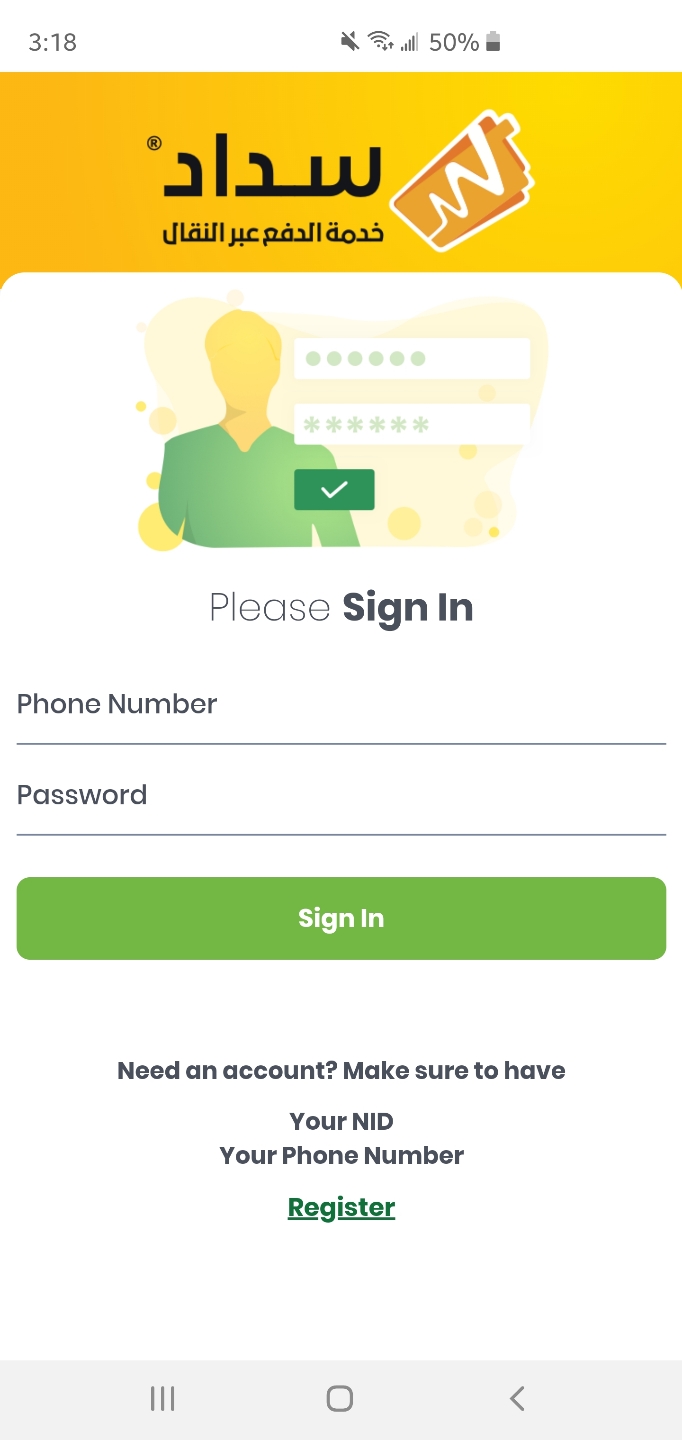 3:18
50%
سداد®
خدمة الدفع عبر النقال
******
Please Sign In
Phone Number
Password
Sign In
Need an account? Make sure to have
Your NID
Your Phone Number
Register